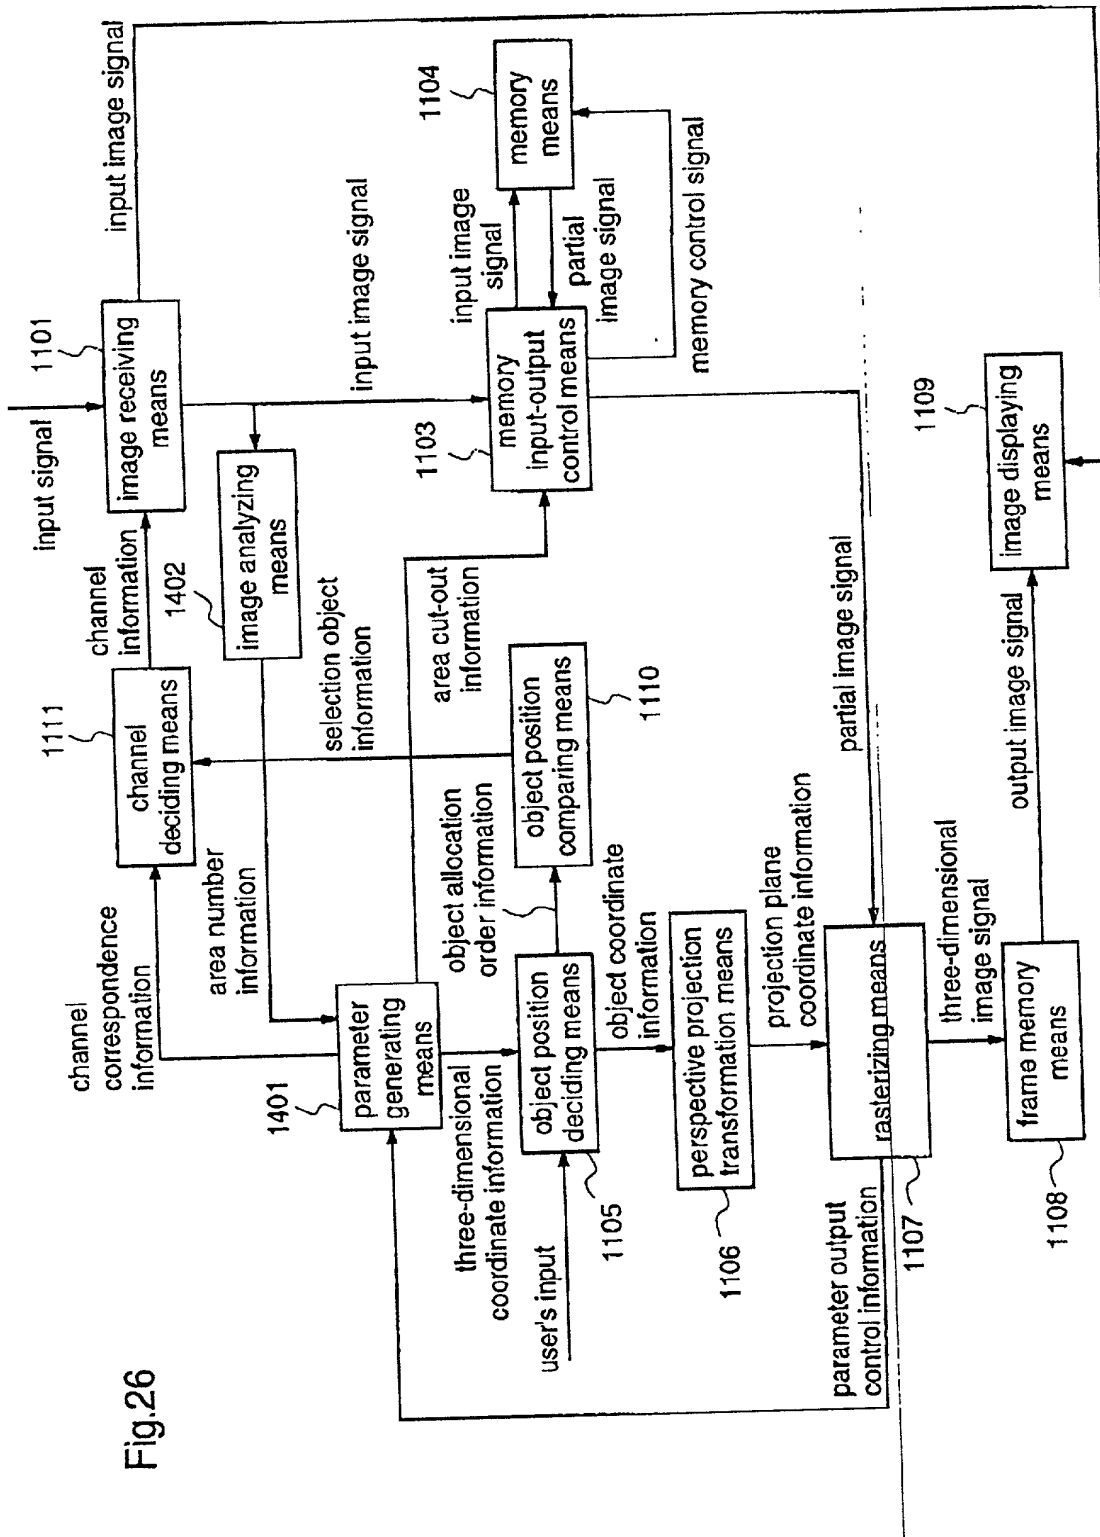 Fig.26
input signal
1101
image receiving
means
input image signal
channel
information
1111
channel
deciding means
1402
image analyzing
means
channel
correspondence
information
area number
information
selection object
information
input image signal
1104
memory
means
input image
signal
partial
image signal
1103
memory
input-output
control means
memory control signal
area cut-out
information
1401
parameter
generating
means
object allocation
order information
object position
comparing means
1110
three-dimensional
coordinate information
object position
deciding means
1105
user's input
object coordinate
information
perspective projection
transformation means
1106
projection plane
coordinate information
partial image signal
rasterizing means
1107
parameter output
control information
three-dimensional
image signal
frame memory
means
1108
output image signal
image displaying
means
1109